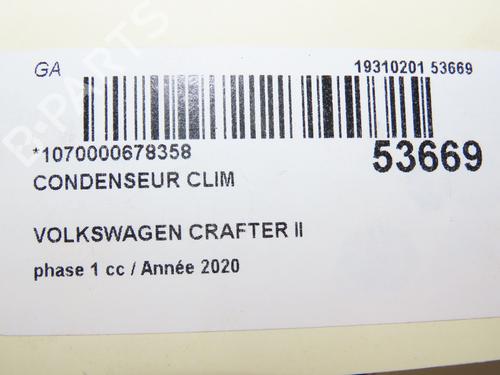 GA
19310201 53669
*1070000678358
53669
CONDENSEUR CLIM
VOLKSWAGEN CRAFTER II
phase 1 cc / Année 2020
B-PARTS